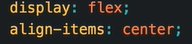 display: flex;
align-items: center;